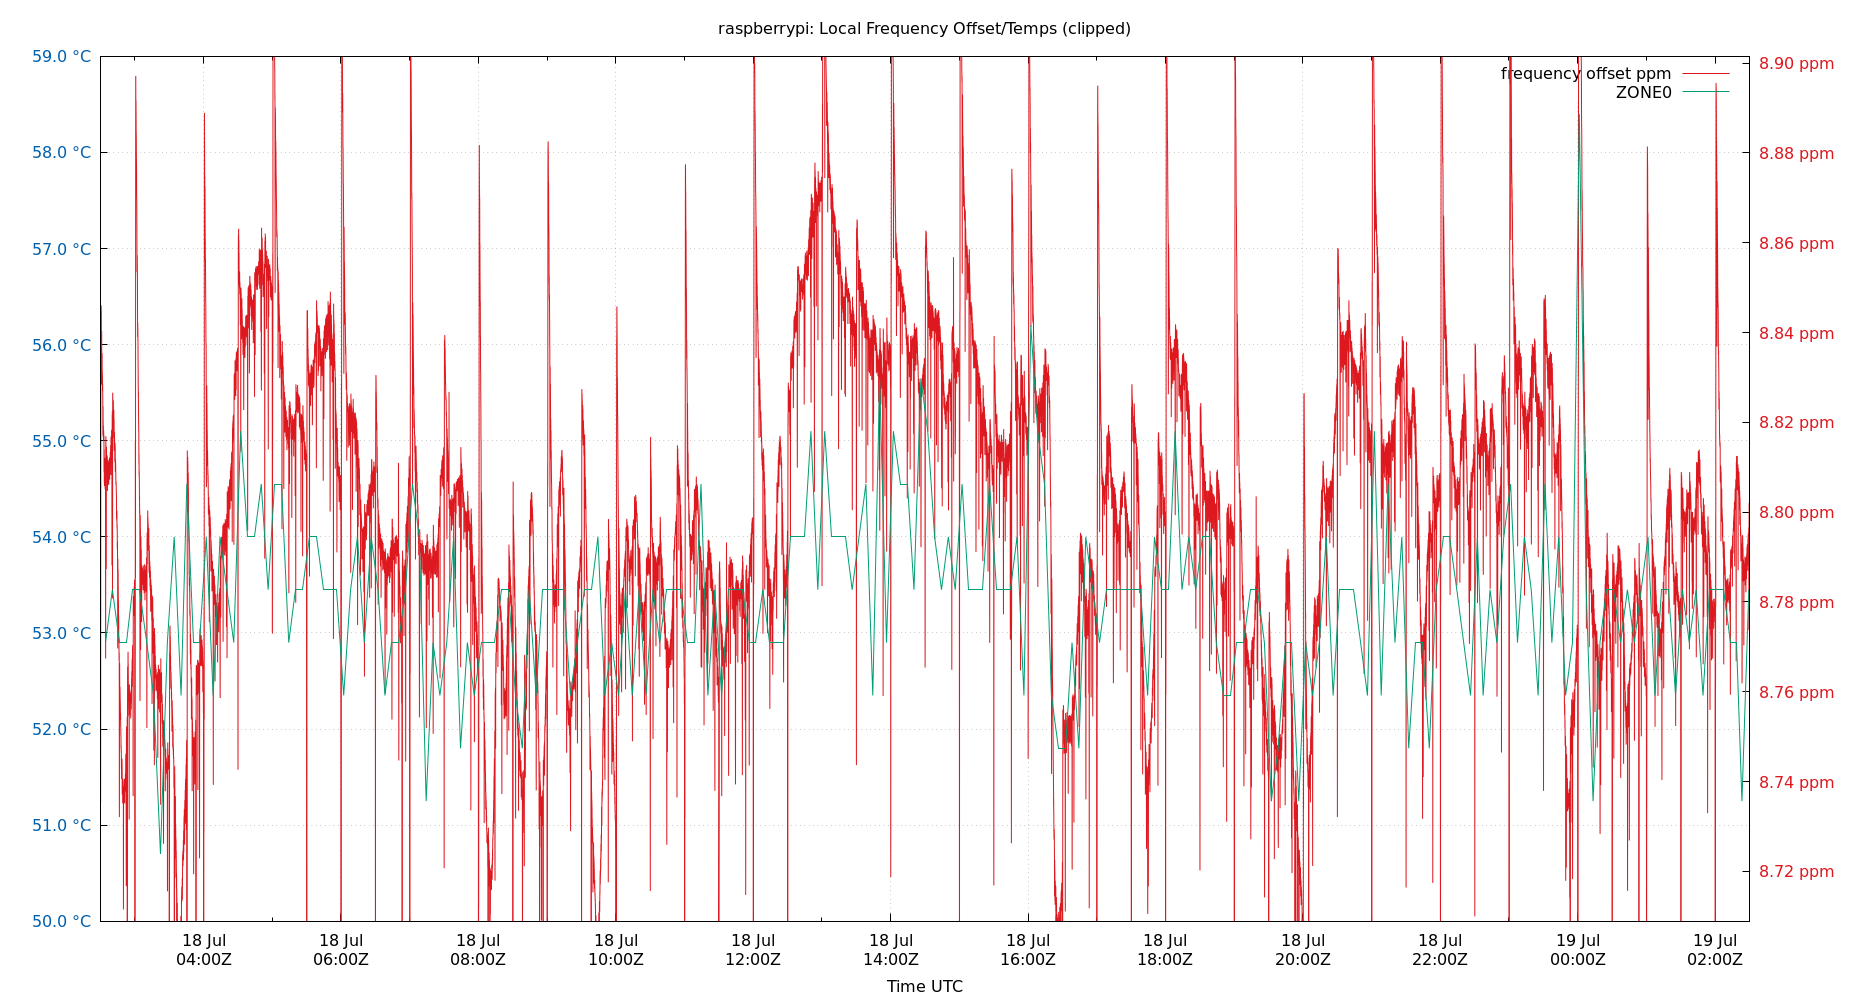 raspberrypi: Local Frequency Offset/Temps (clipped)
59.0 °C
58.0 °C
57.0 °C
56.0 °C
55.0 °C
54.0 °C
53.0 °C
52.0 °C
51.0 °C
50.0 °C
frequency offset ppm
ZONE0
8.90 ppm
8.88 ppm
8.86 ppm
8.84 ppm
8.82 ppm
8.80 ppm
8.78 ppm
8.76 ppm
8.74 ppm
8.72 ppm
18 Jul 18 Jul 18 Jul 18 Jul 18 Jul 18 Jul 18 Jul 18 Jul 18 Jul 18 Jul 19 Jul 19 Jul
04:00Z 06:00Z 08:00Z 10:00Z 12:00Z 14:00Z 16:00Z 18:00Z 20:00Z 22:00Z 00:00Z 02:00Z
Time UTC